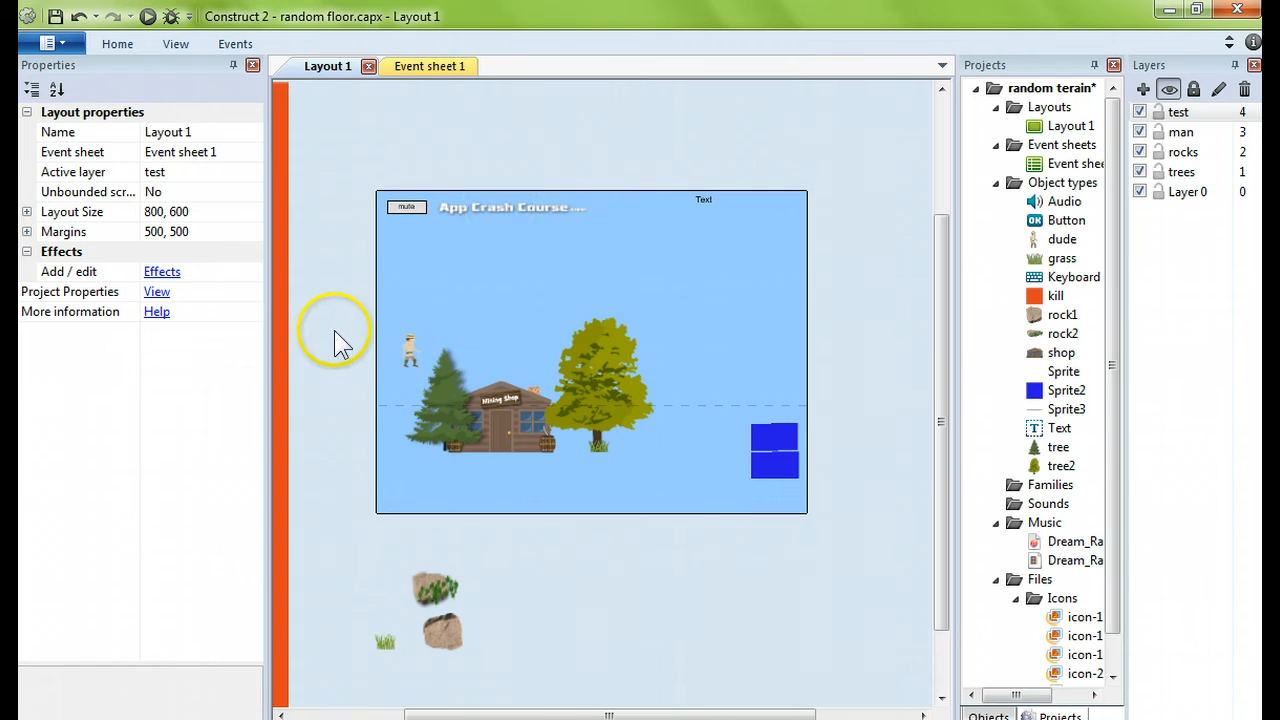 Construct 2 - random floor.capx - Layout 1
Home View Events
Properties
Layout properties
Name Layout 1
Event sheet Event sheet 1
Active layer test
Unbounded scr... No
Layout Size 800, 600
Margins 500, 500
Effects
Add / edit Effects
Project Properties View
More information Help
Layout 1 Event sheet 1
mute App Crash Course.com Text
Hiking Shop
Projects
random terain*
Layouts
Layout 1
Event sheets
Event shee
Object types
Audio
OK Button
dude
grass
Keyboard
kill
rock1
rock2
shop
Sprite
Sprite2
Sprite3
T Text
tree
tree2
Families
Sounds
Music
Dream_Ra
Dream_Ra
Files
Icons
icon-1
icon-1
icon-1
icon-2
Objects Projects
Layers
test 4
man 3
rocks 2
trees 1
Layer 0 0